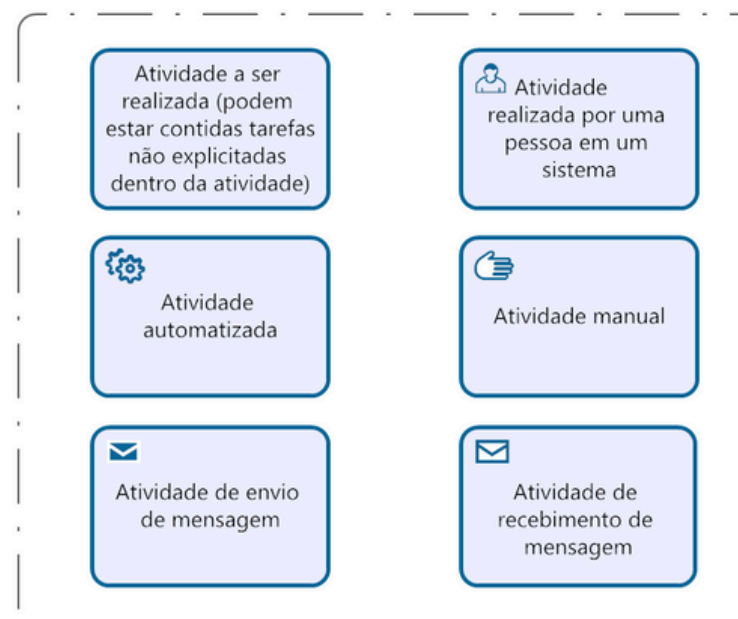 Atividade a ser
realizada (podem
estar contidas tarefas
não explicitadas
dentro da atividade)
Atividade
realizada por uma
pessoa em um
sistema
Atividade
automatizada
Atividade manual
Atividade de envio
de mensagem
Atividade de
recebimento de
mensagem